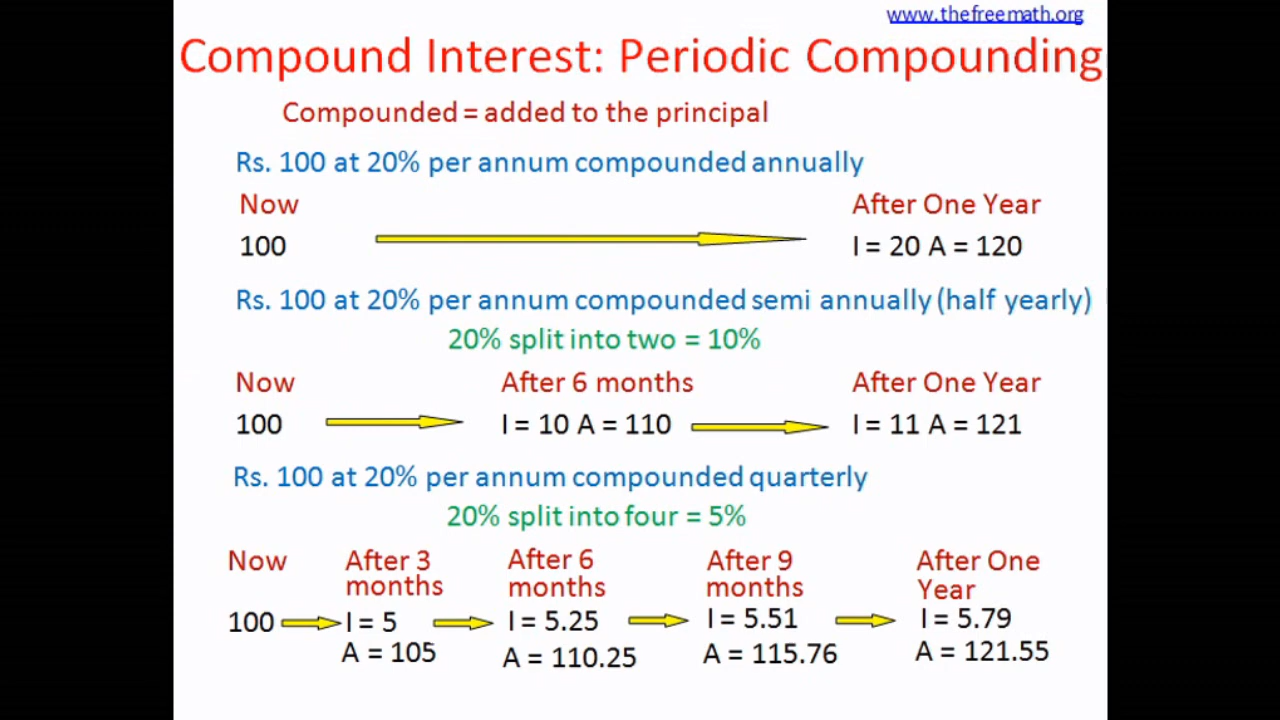 www.thefreemath.org
Compound Interest: Periodic Compounding
Compounded = added to the principal
Rs. 100 at 20% per annum compounded annually
Now After One Year
100 I = 20 A = 120
Rs. 100 at 20% per annum compounded semi annually (half yearly)
20% split into two = 10%
Now After 6 months After One Year
100 I = 10 A = 110 I = 11 A = 121
Rs. 100 at 20% per annum compounded quarterly
20% split into four = 5%
Now After 3 After 6 After 9 After One
months months months Year
100 I = 5 I = 5.25 I = 5.51 I = 5.79
A = 105 A = 110.25 A = 115.76 A = 121.55